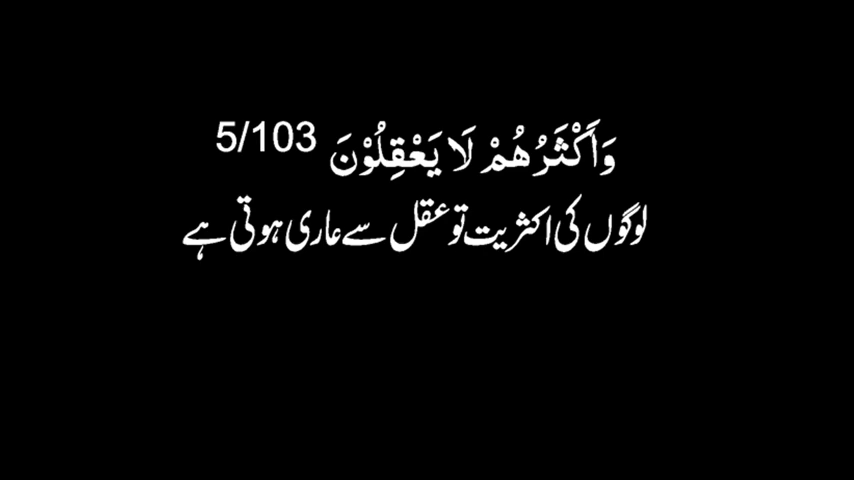 وَاَكْثَرُهُمْ لَا يَعْقِلُوْنَ 5/103
لوگوں کی اکثریت تو عقل سے عاری ہوتی ہے